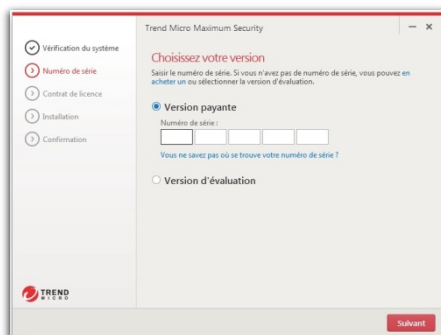 Trend Micro Maximum Security
Vérification du système
Numéro de série
Contrat de licence
Installation
Confirmation
Choisissez votre version
Saisir le numéro de série. Si vous n'avez pas de numéro de série, vous pouvez en
acheter un ou sélectionner la version d'évaluation.
Version payante
Numéro de série :
Vous ne savez pas où se trouve votre numéro de série ?
Version d'évaluation
TREND
MICRO
Suivant